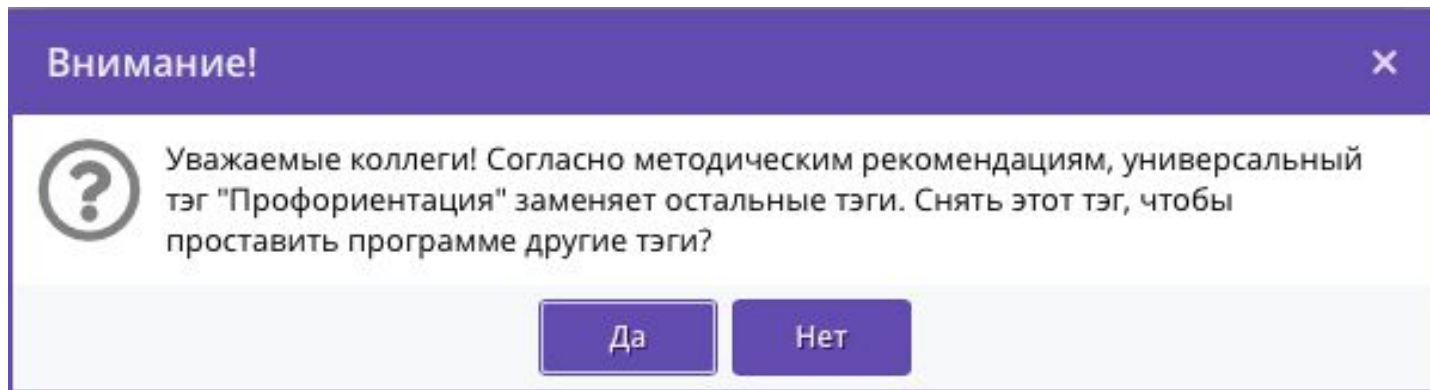 Внимание!
Уважаемые коллеги! Согласно методическим рекомендациям, универсальный
тэг "Профориентация" заменяет остальные тэги. Снять этот тэг, чтобы
проставить программе другие тэги?
Да
Нет